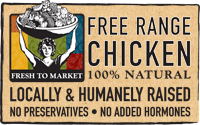 FREE RANGE
CHICKEN
100% NATURAL
FRESH TO MARKET
LOCALLY & HUMANELY RAISED
NO PRESERVATIVES • NO ADDED HORMONES